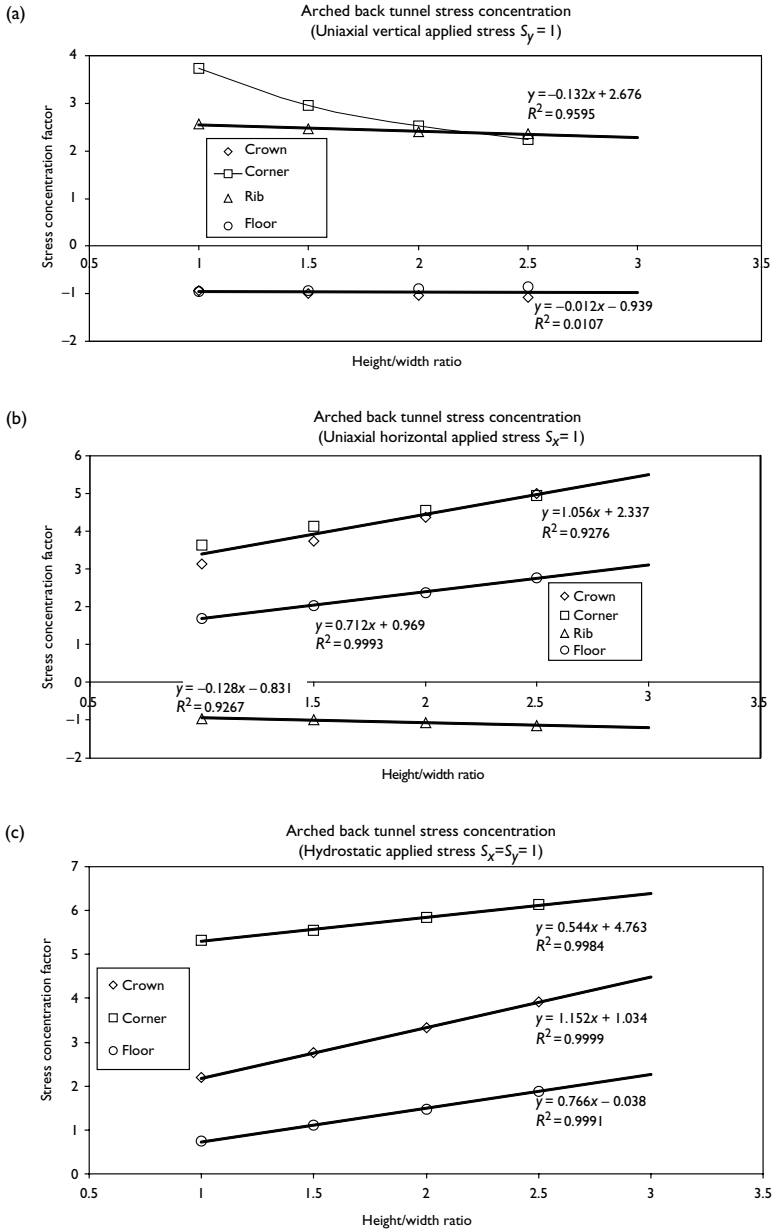 (a)
Arched back tunnel stress concentration
(Uniaxial vertical applied stress Sy = 1)
Stress concentration factor
4
3
2
1
0
−1
−2
0.5
1
1.5
2
2.5
3
3.5
y = −0.132x + 2.676
R2 = 0.9595
Crown
Corner
Rib
Floor
y = −0.012x − 0.939
R2 = 0.0107
Height/width ratio
(b)
Arched back tunnel stress concentration
(Uniaxial horizontal applied stress Sx = 1)
Stress concentration factor
6
5
4
3
2
1
0
−1
−2
0.5
1
1.5
2
2.5
3
3.5
y = 1.056x + 2.337
R2 = 0.9276
Crown
Corner
Rib
Floor
y = 0.712x + 0.969
R2 = 0.9993
y = −0.128x − 0.831
R2 = 0.9267
Height/width ratio
(c)
Arched back tunnel stress concentration
(Hydrostatic applied stress Sx = Sy = 1)
Stress concentration factor
7
6
5
4
3
2
1
0
0.5
1
1.5
2
2.5
3
3.5
y = 0.544x + 4.763
R2 = 0.9984
Crown
Corner
Floor
y = 1.152x + 1.034
R2 = 0.9999
y = 0.766x − 0.038
R2 = 0.9991
Height/width ratio